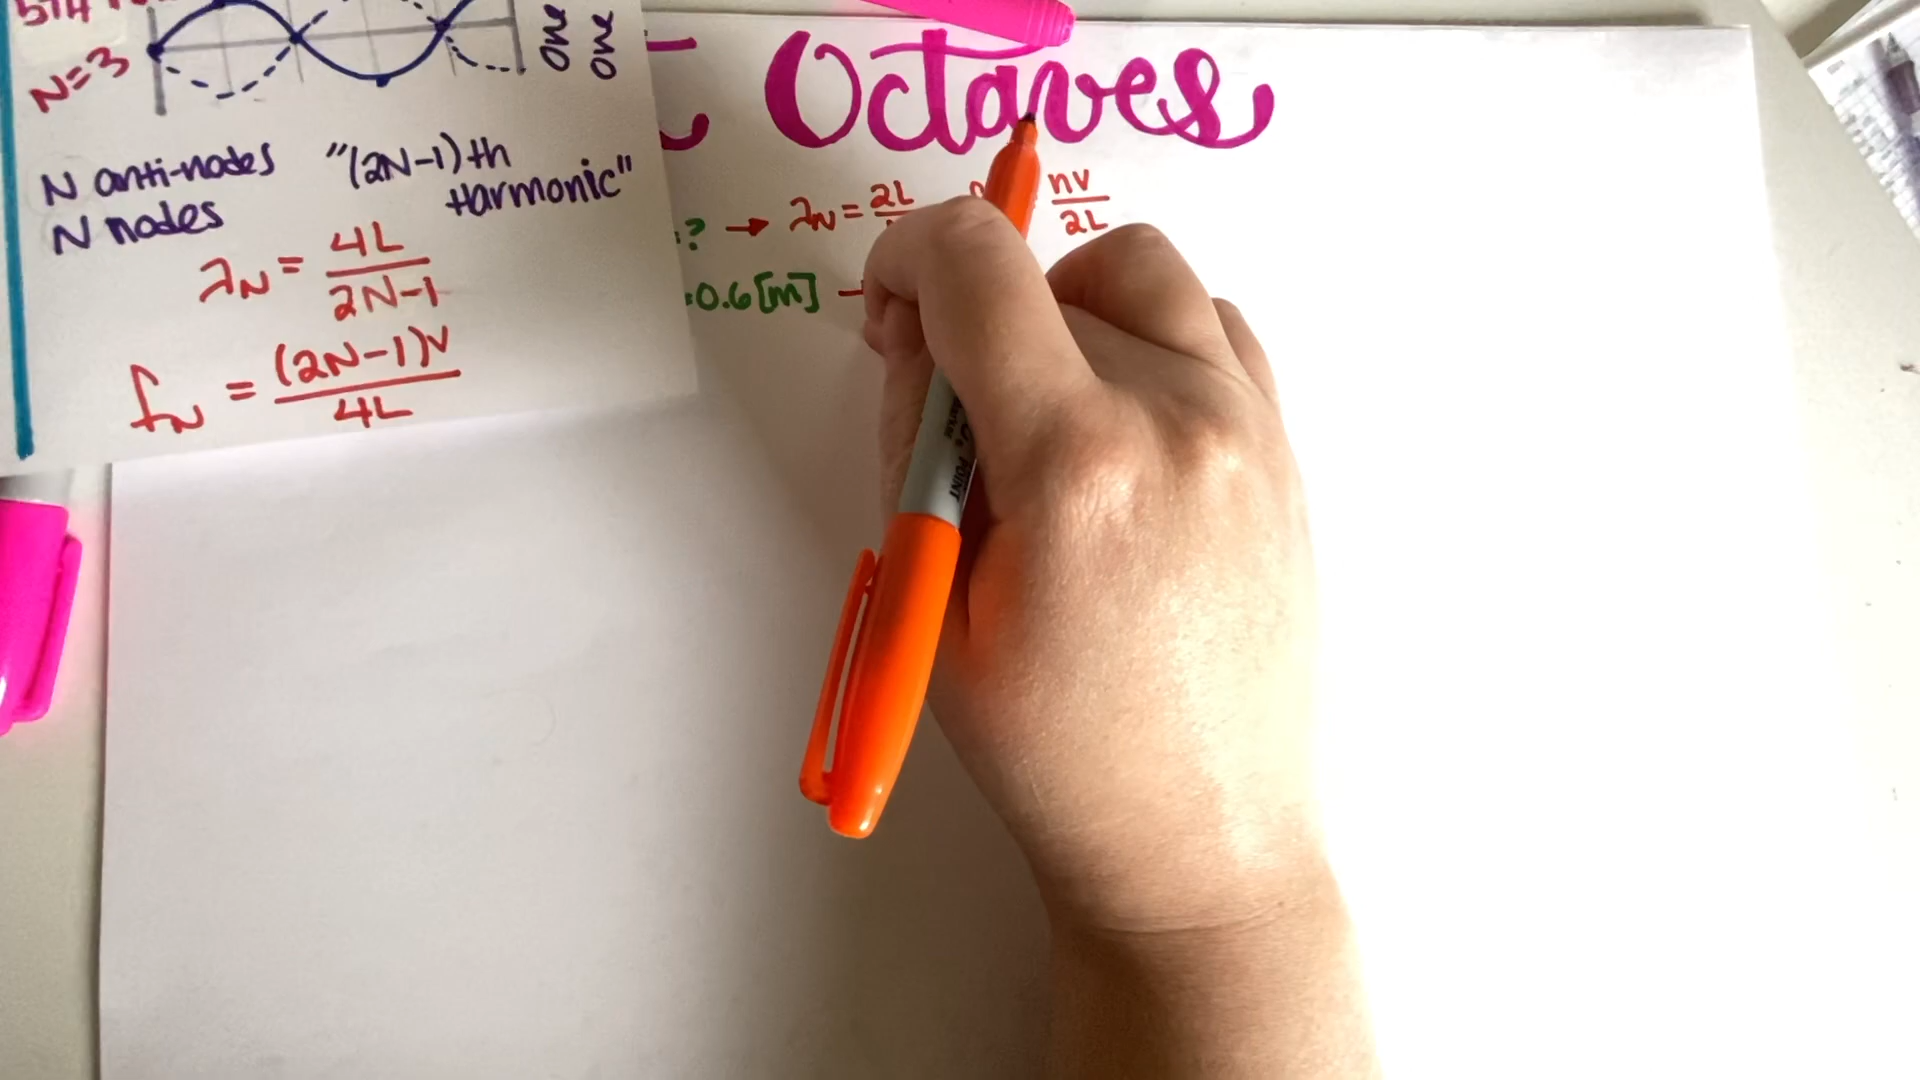 5TH
N=3
one
one
N anti-nodes
N nodes
"(2N-1)th
Harmonic"
λN = 4L / 2N-1
fN = (2N-1)V / 4L
Octaves
? → λN = 2L
nv / 2L
0.6[m]
POINT